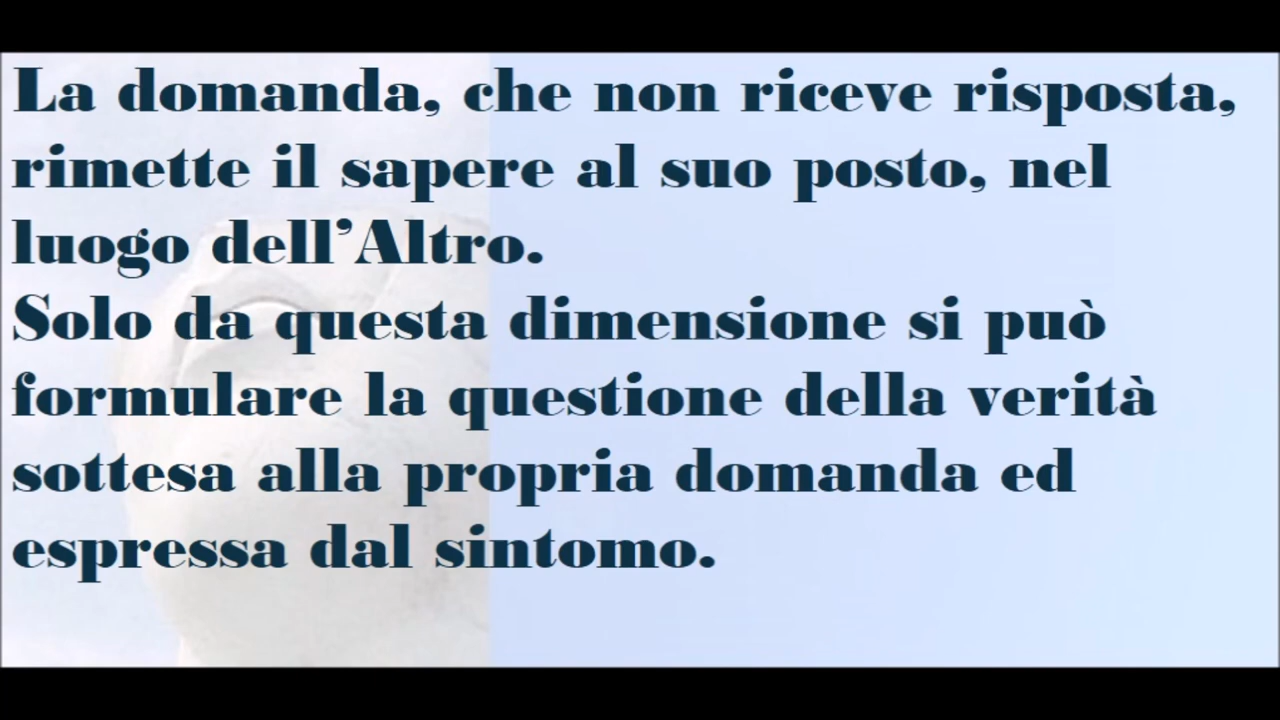 La domanda, che non riceve risposta,
rimette il sapere al suo posto, nel
luogo dell’Altro.
Solo da questa dimensione si può
formulare la questione della verità
sottesa alla propria domanda ed
espressa dal sintomo.